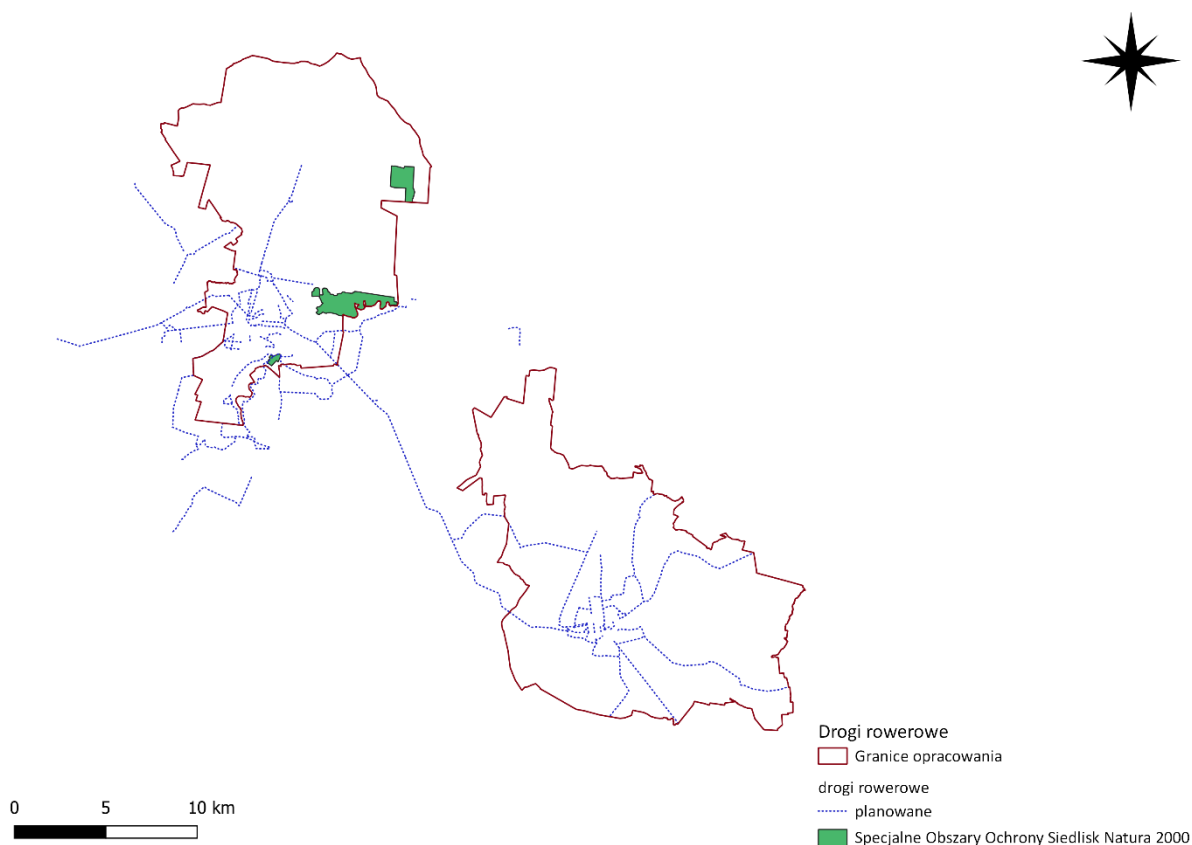 Drogi rowerowe
Granice opracowania
drogi rowerowe
planowane
Specjalne Obszary Ochrony Siedlisk Natura 2000
0 5 10 km